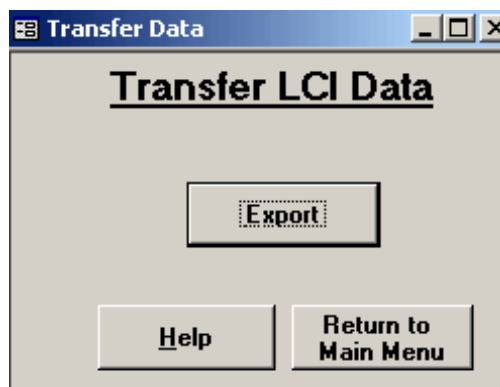 Transfer Data
Transfer LCI Data
Export
Help
Return to
Main Menu